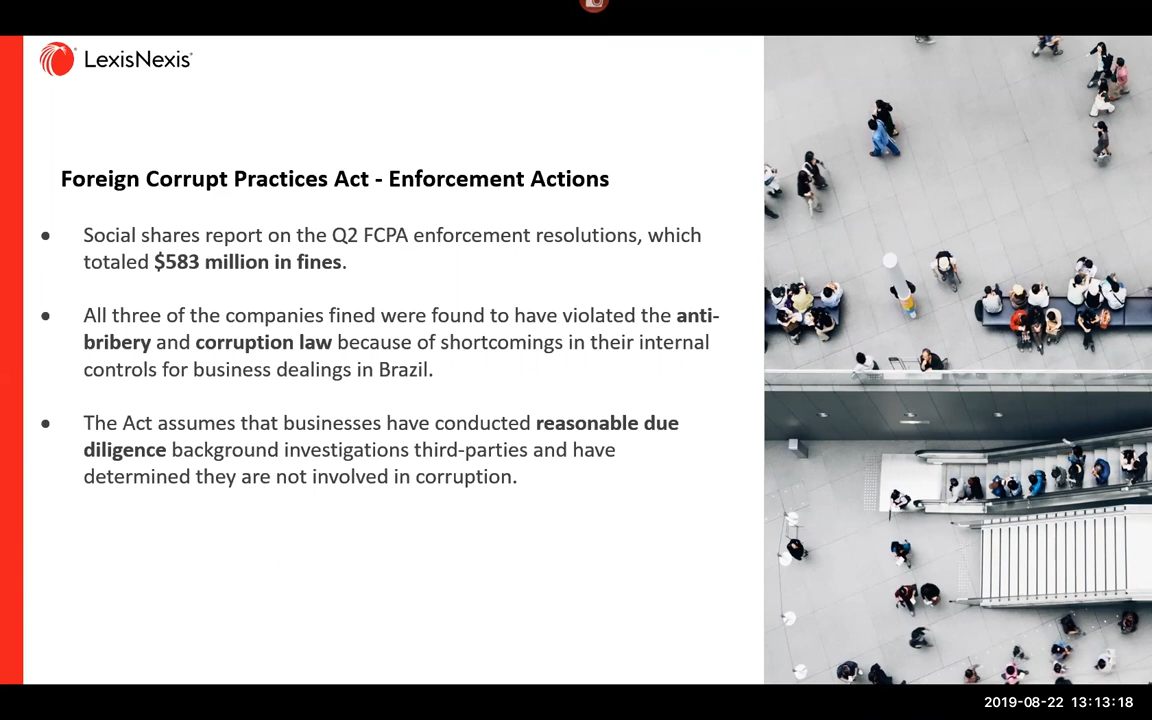 LexisNexis
Foreign Corrupt Practices Act - Enforcement Actions
● Social shares report on the Q2 FCPA enforcement resolutions, which
totaled $583 million in fines.
● All three of the companies fined were found to have violated the anti-
bribery and corruption law because of shortcomings in their internal
controls for business dealings in Brazil.
● The Act assumes that businesses have conducted reasonable due
diligence background investigations third-parties and have
determined they are not involved in corruption.
2019-08-22 13:13:18